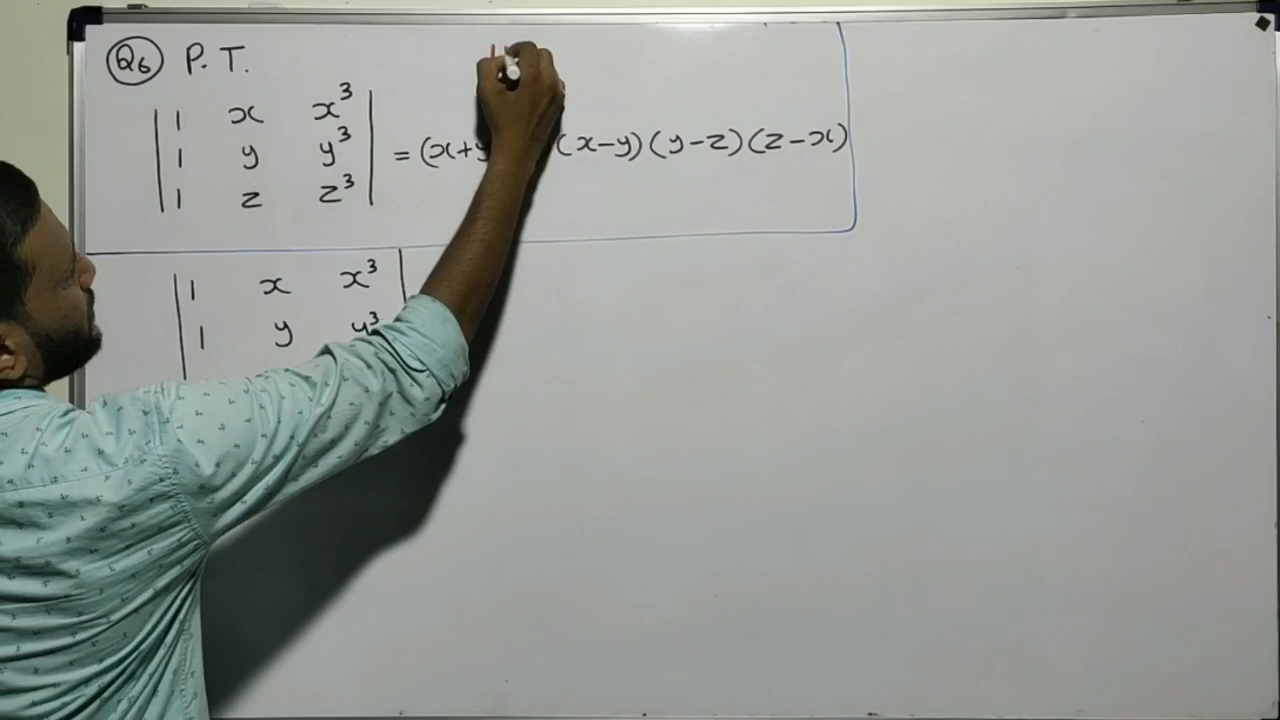 Q6 P. T.
| 1 x x³ |
| 1 y y³ | = (x+y (x-y) (y-z) (z-x)
| 1 z z³ |
| 1 x x³ |
| 1 y y³